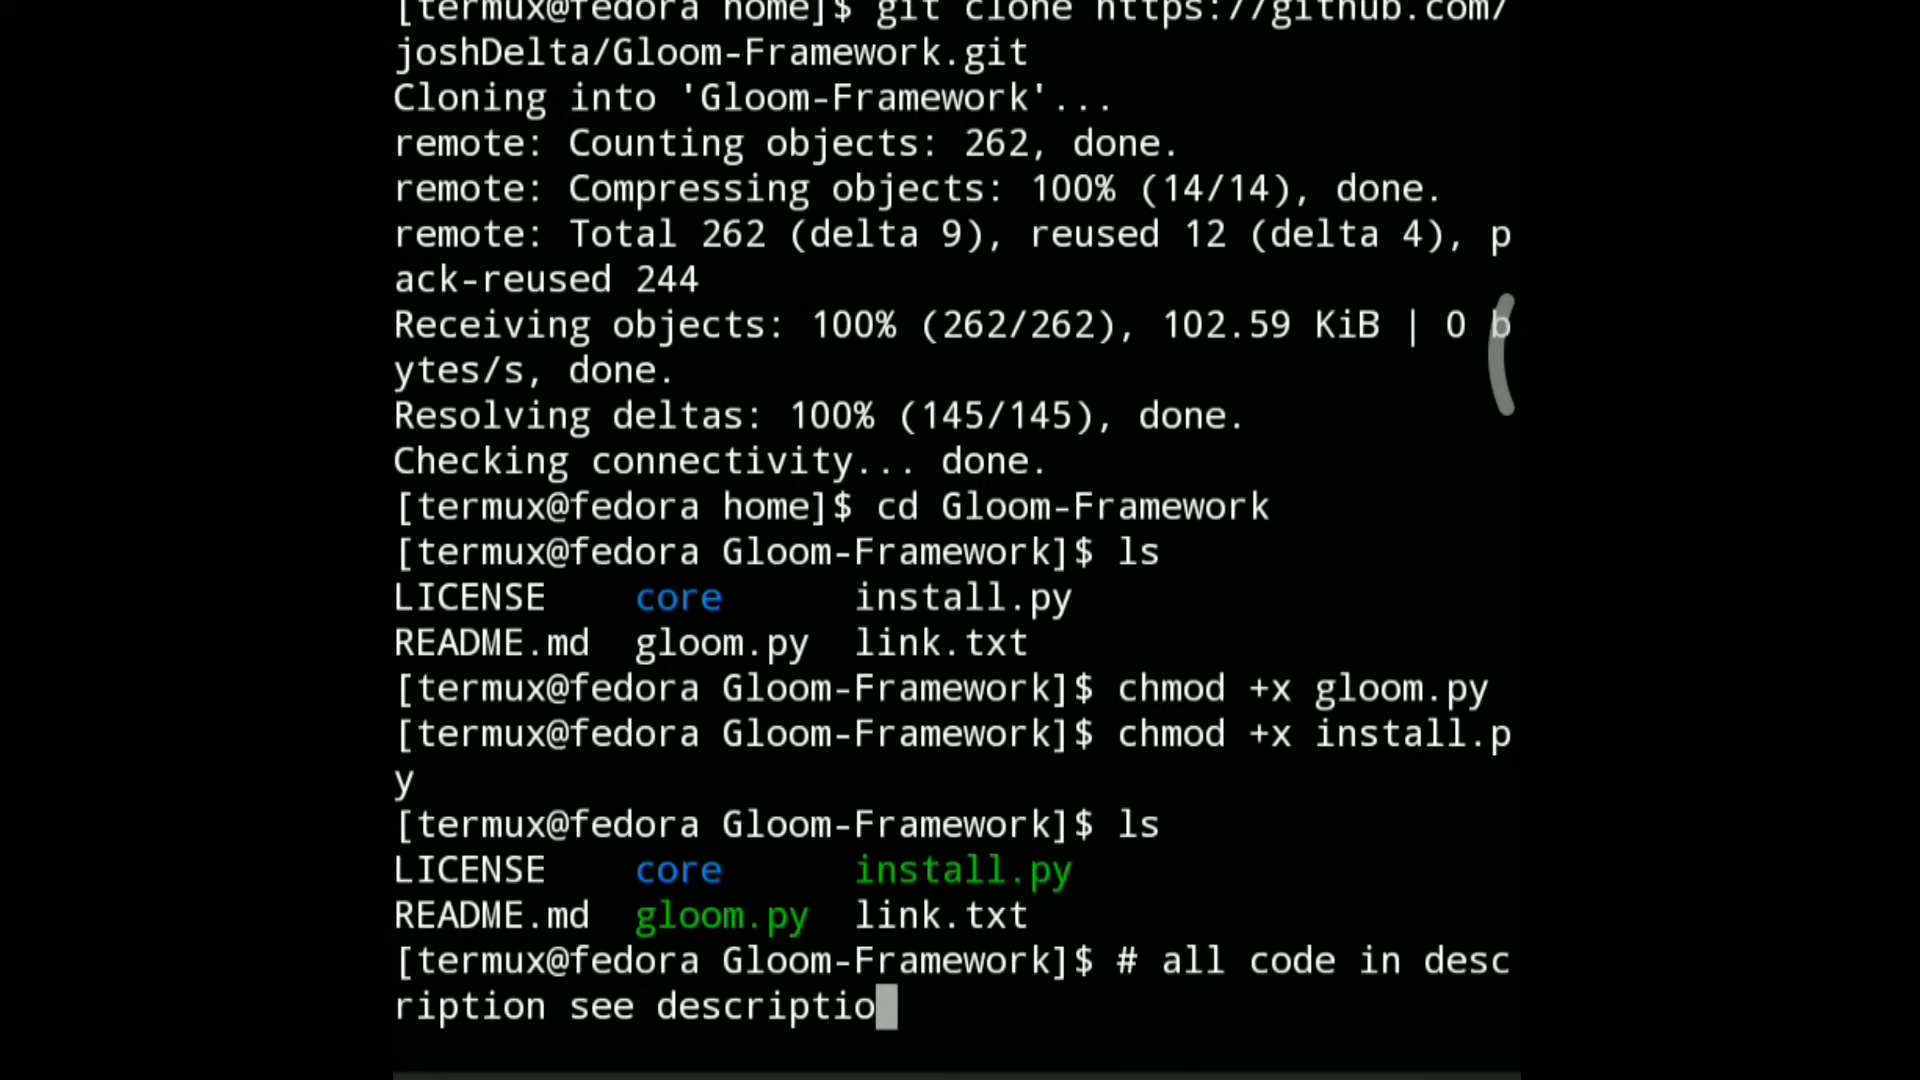 [termux@fedora home]$ git clone https://github.com/
joshDelta/Gloom-Framework.git
Cloning into 'Gloom-Framework'...
remote: Counting objects: 262, done.
remote: Compressing objects: 100% (14/14), done.
remote: Total 262 (delta 9), reused 12 (delta 4), p
ack-reused 244
Receiving objects: 100% (262/262), 102.59 KiB | 0 b
ytes/s, done.
Resolving deltas: 100% (145/145), done.
Checking connectivity... done.
[termux@fedora home]$ cd Gloom-Framework
[termux@fedora Gloom-Framework]$ ls
LICENSE    core      install.py
README.md  gloom.py  link.txt
[termux@fedora Gloom-Framework]$ chmod +x gloom.py
[termux@fedora Gloom-Framework]$ chmod +x install.p
y
[termux@fedora Gloom-Framework]$ ls
LICENSE    core      install.py
README.md  gloom.py  link.txt
[termux@fedora Gloom-Framework]$ # all code in desc
ription see descriptio